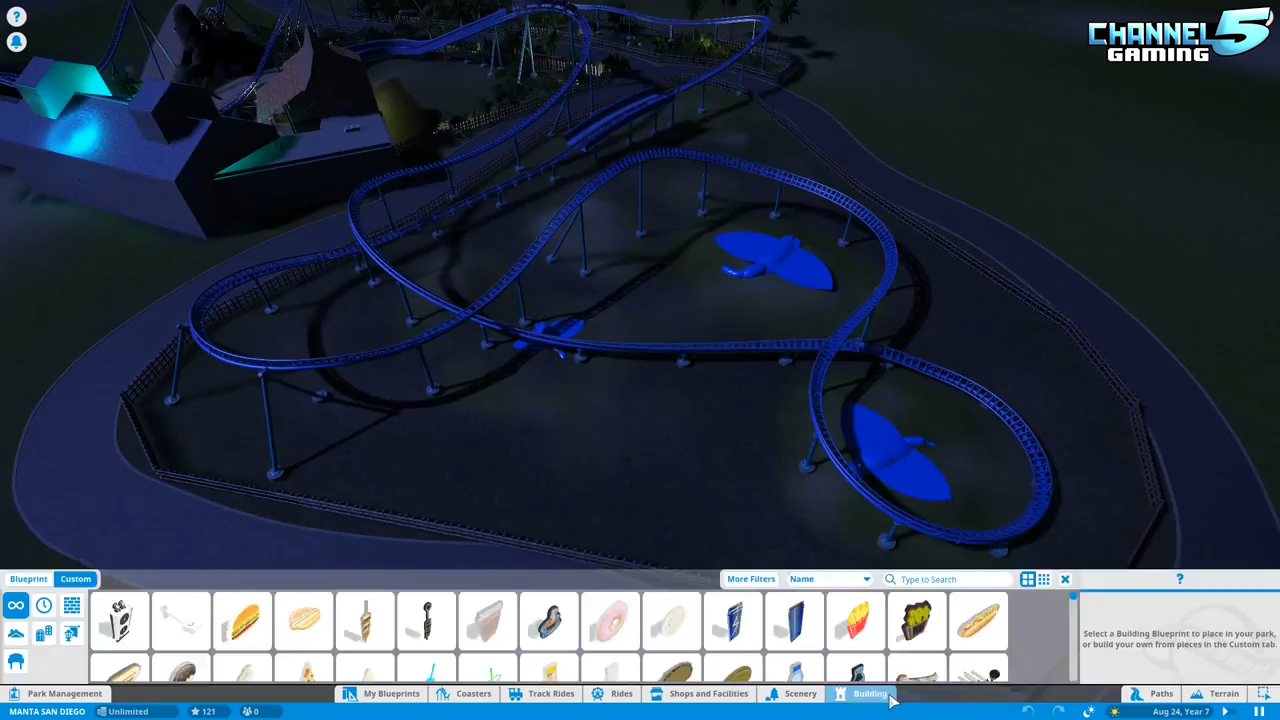 ?
CHANNEL 5
GAMING
Blueprint
Custom
More Filters
Name
Type to Search
?
Select a Building Blueprint to place in your park,
or build your own from pieces in the Custom tab.
Park Management
My Blueprints
Coasters
Track Rides
Rides
Shops and Facilities
Scenery
Building
Paths
Terrain
MANTA SAN DIEGO
Unlimited
121
0
Aug 24, Year 7